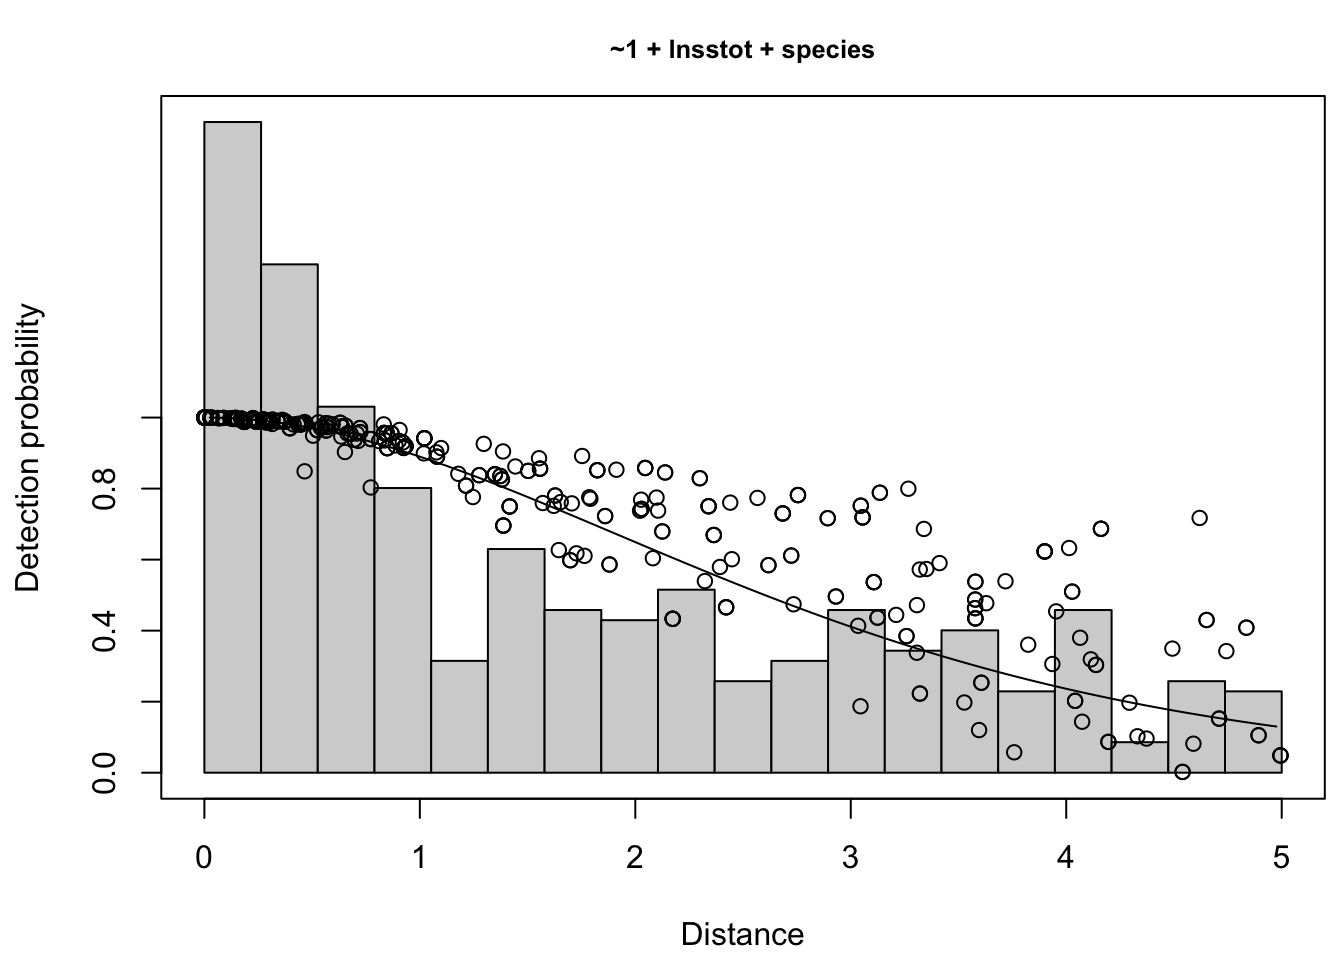 ~1 + lnsstot + species
Detection probability
0.8
0.4
0.0
0 1 2 3 4 5
Distance